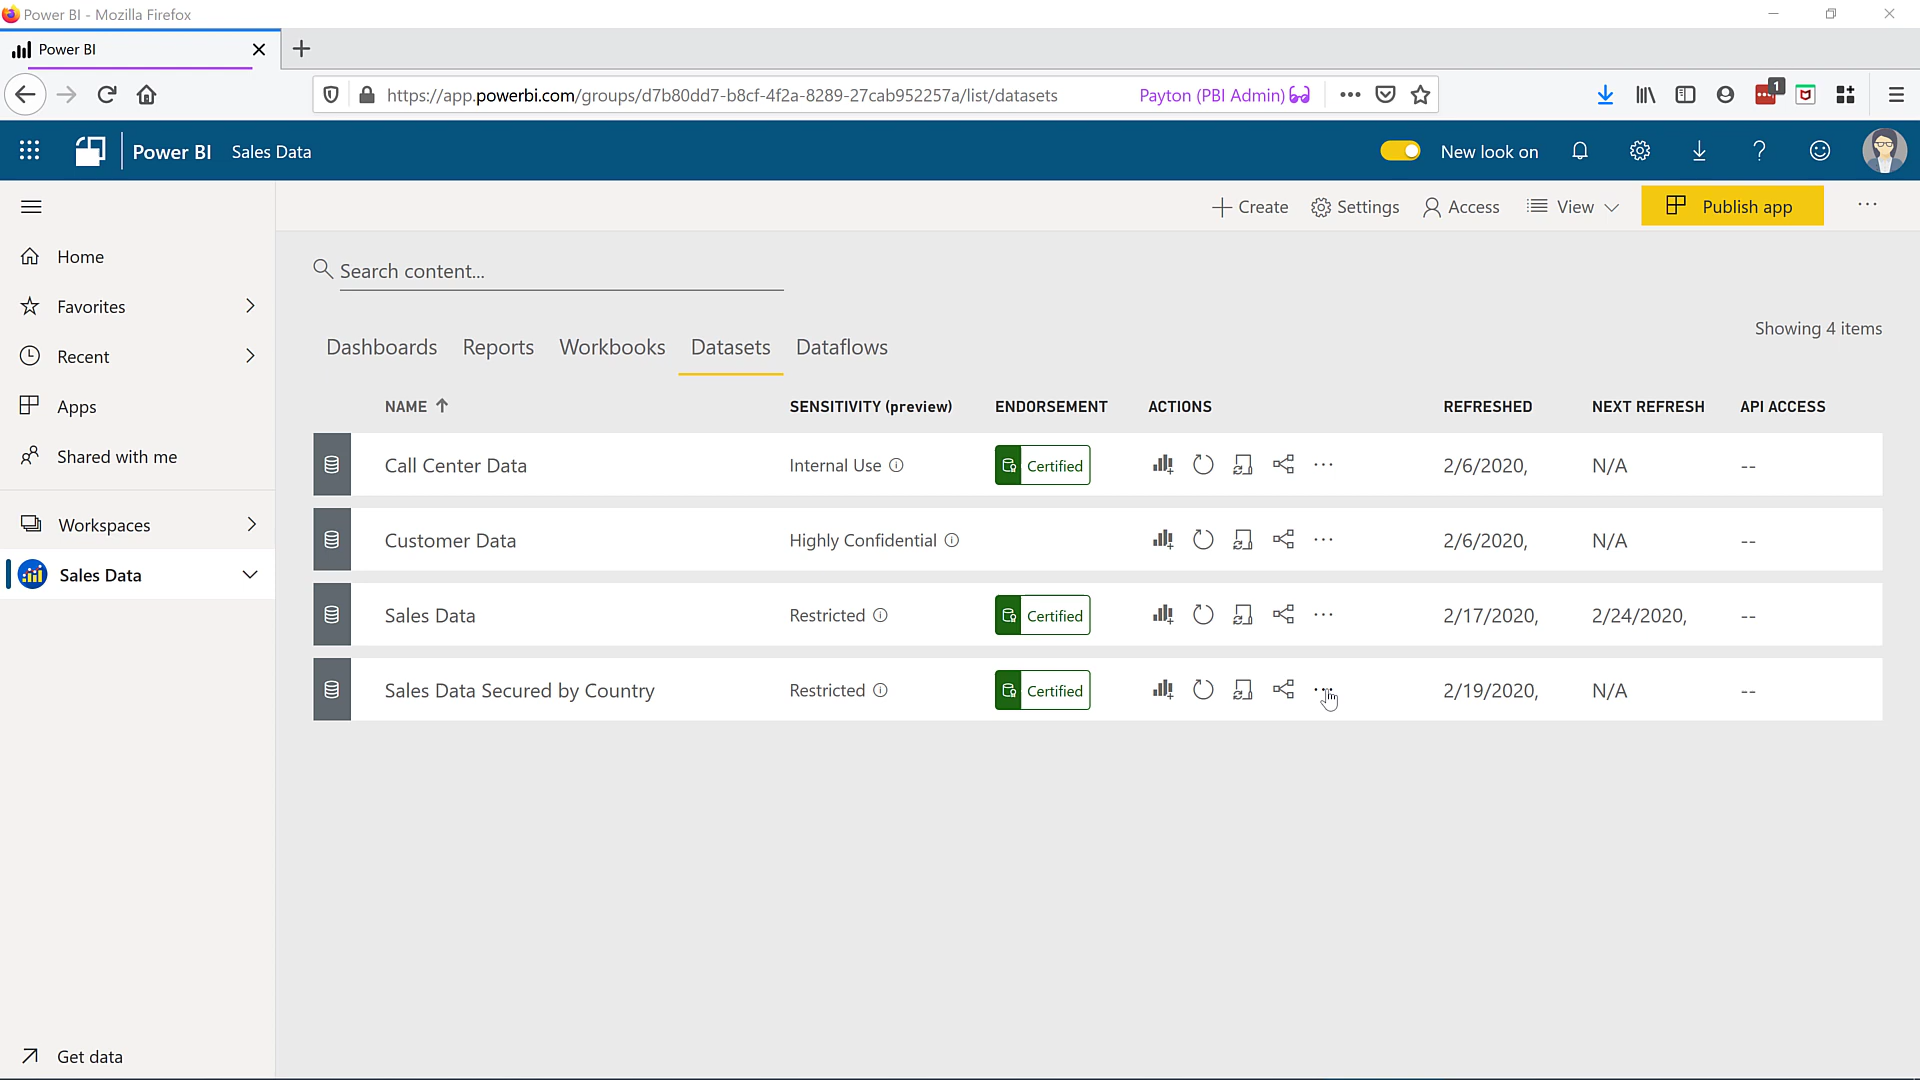 Power BI - Mozilla Firefox
Power BI
https://app.powerbi.com/groups/d7b80dd7-b8cf-4f2a-8289-27cab952257a/list/datasets Payton (PBI Admin)
1
Power BI Sales Data New look on
Create Settings Access View Publish app
Home
Favorites
Recent
Apps
Shared with me
Workspaces
Sales Data
Get data
Search content...
Showing 4 items
Dashboards Reports Workbooks Datasets Dataflows
NAME SENSITIVITY (preview) ENDORSEMENT ACTIONS REFRESHED NEXT REFRESH API ACCESS
Call Center Data Internal Use Certified 2/6/2020, N/A --
Customer Data Highly Confidential 2/6/2020, N/A --
Sales Data Restricted Certified 2/17/2020, 2/24/2020, --
Sales Data Secured by Country Restricted Certified 2/19/2020, N/A --